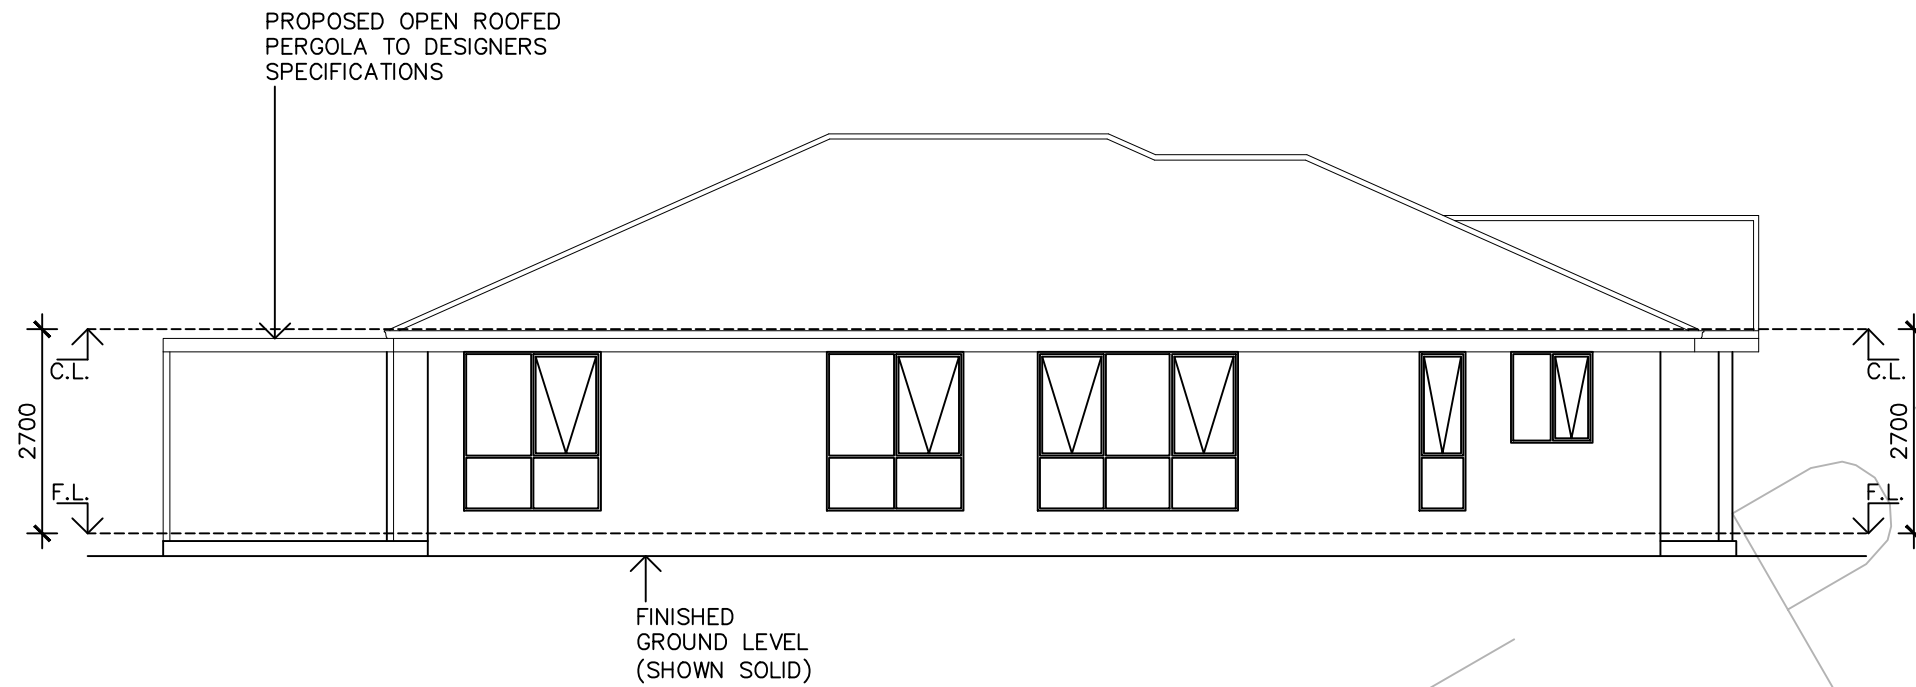 PROPOSED OPEN ROOFED
PERGOLA TO DESIGNERS
SPECIFICATIONS
C.L.
C.L.
2700
2700
F.L.
F.L.
FINISHED
GROUND LEVEL
(SHOWN SOLID)